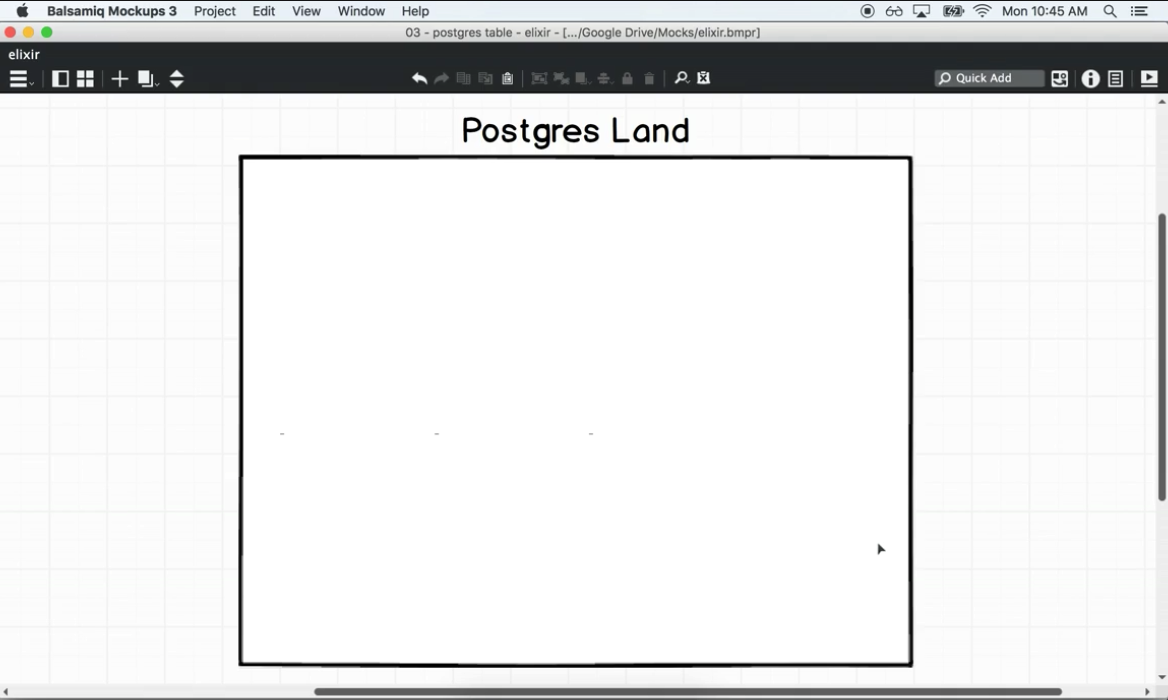 Balsamiq Mockups 3 Project Edit View Window Help Mon 10:45 AM
03 - postgres table - elixir - [.../Google Drive/Mocks/elixir.bmpr]
elixir
Quick Add
Postgres Land
- - -